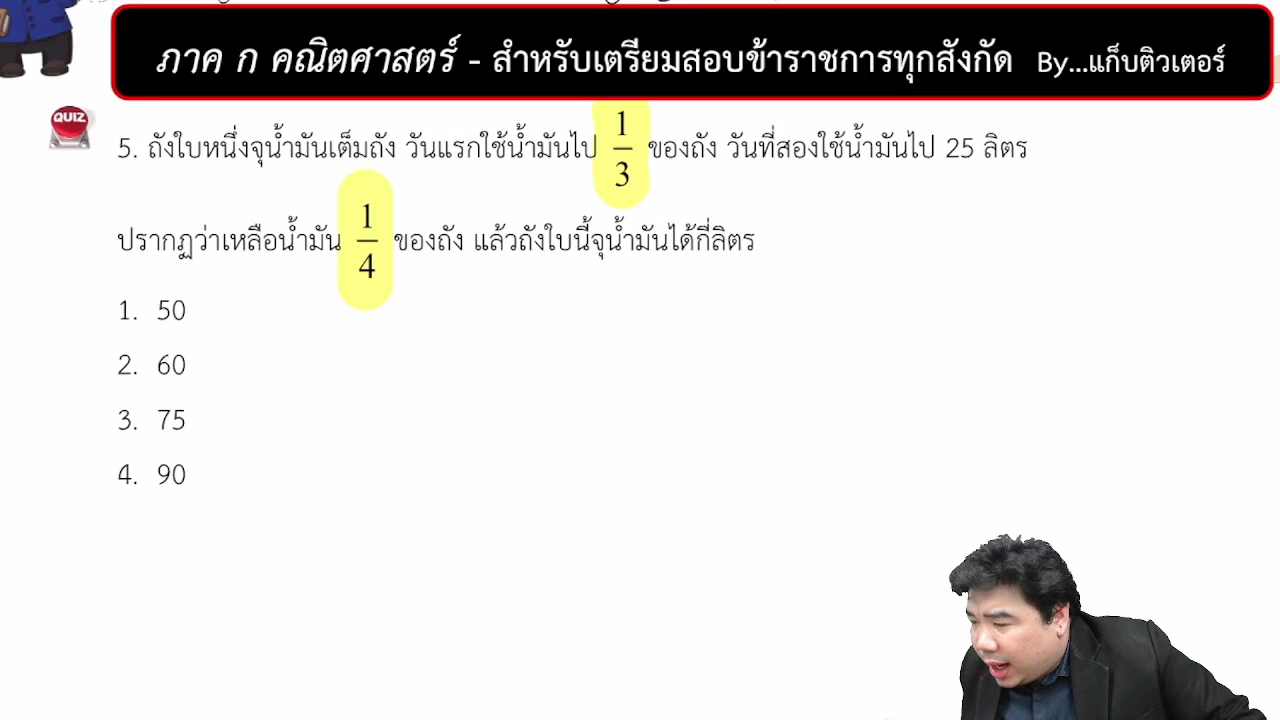 ภาค ก คณิตศาสตร์ - สำหรับเตรียมสอบข้าราชการทุกสังกัด By...แก็บติวเตอร์
QUIZ
5. ถังใบหนึ่งจุน้ำมันเต็มถัง วันแรกใช้น้ำมันไป 1/3 ของถัง วันที่สองใช้น้ำมันไป 25 ลิตร
ปรากฏว่าเหลือน้ำมัน 1/4 ของถัง แล้วถังใบนี้จุน้ำมันได้กี่ลิตร
1. 50
2. 60
3. 75
4. 90